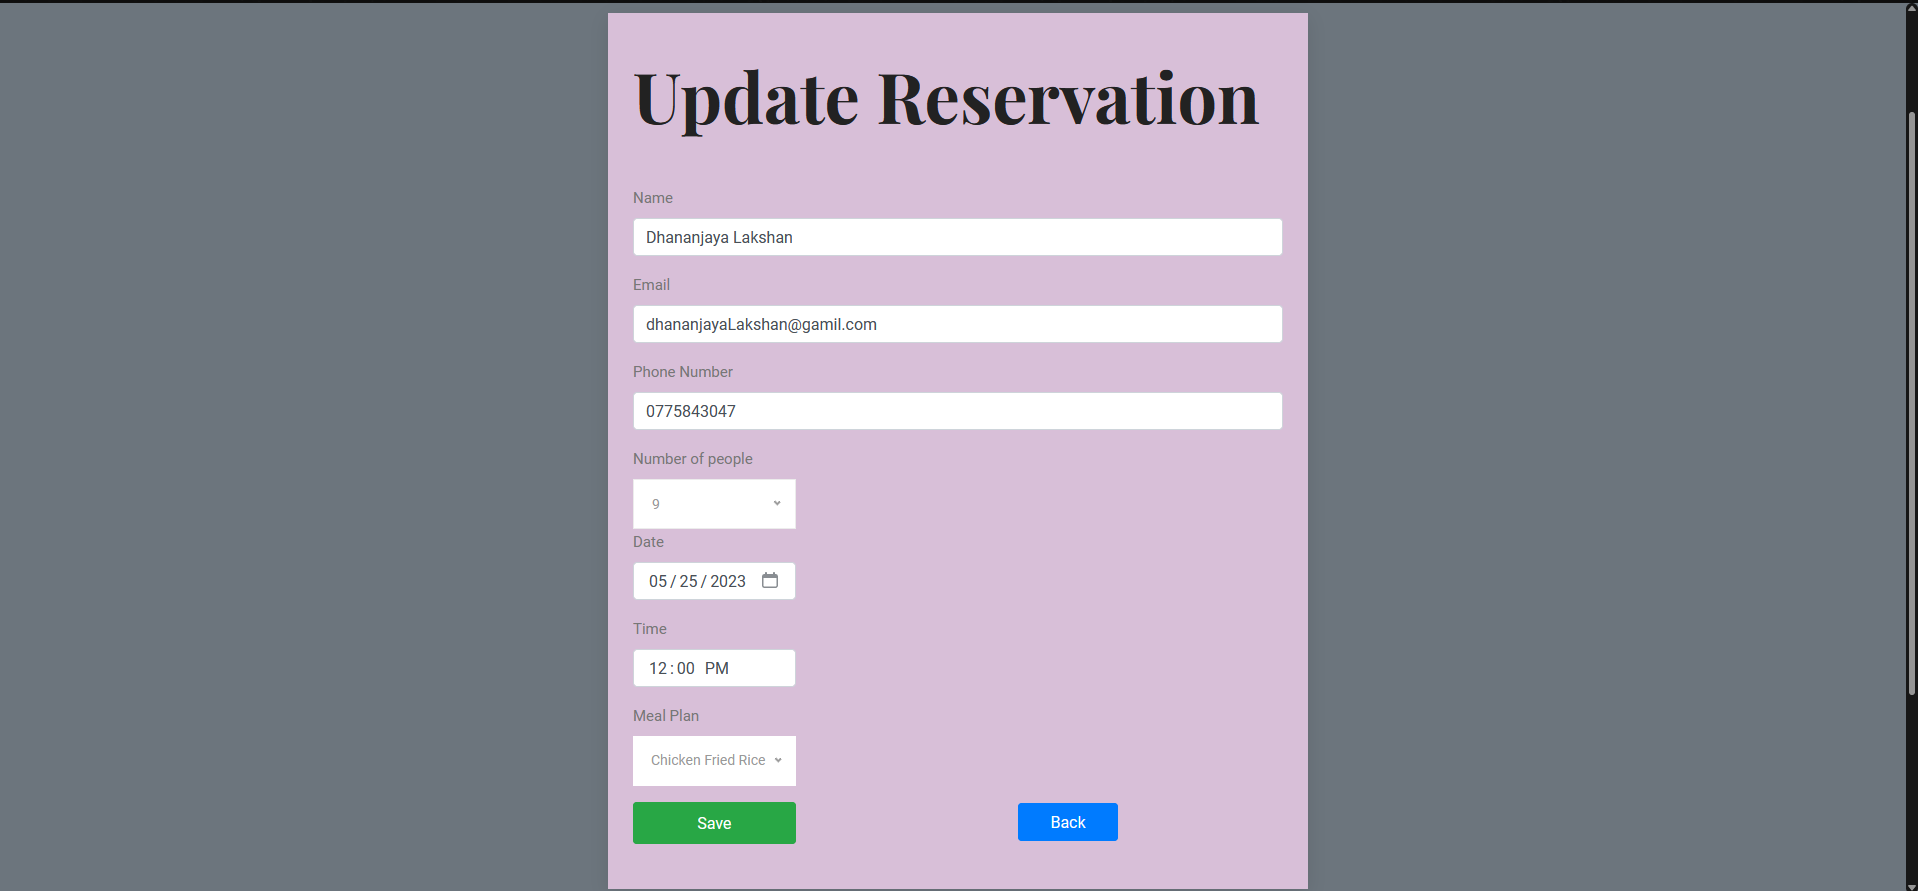 Update Reservation
Name
Dhananjaya Lakshan
Email
dhananjayaLakshan@gamil.com
Phone Number
0775843047
Number of people
9
Date
05/25/2023
Time
12:00 PM
Meal Plan
Chicken Fried Rice
Save
Back